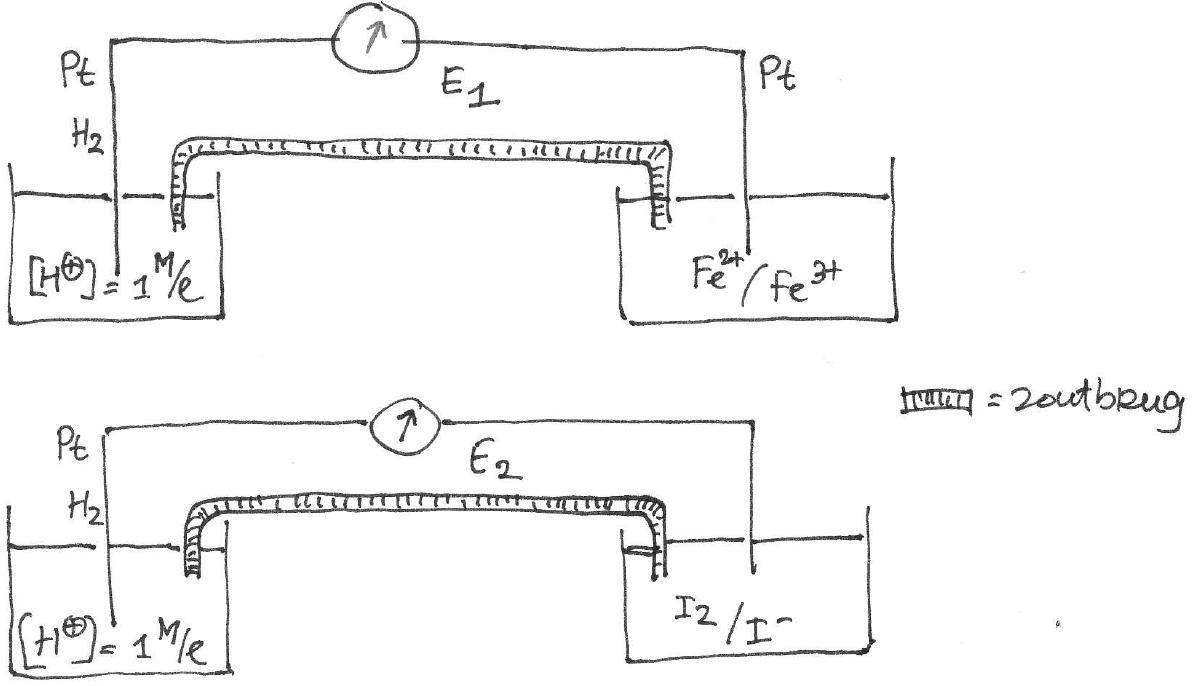 Pt
E1
Pt
H2
[H⊕] = 1 M/e
Fe2+ / Fe3+
= zoutbrug
Pt
E2
H2
[H⊕] = 1 M/e
I2 / I-